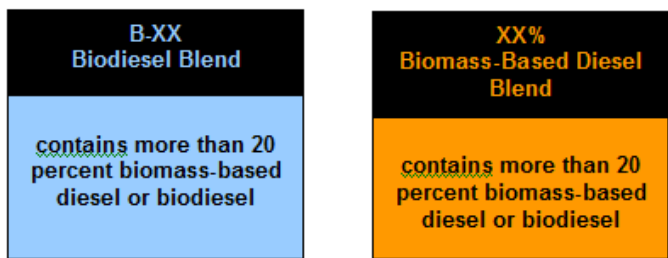 B-XX
Biodiesel Blend
contains more than 20
percent biomass-based
diesel or biodiesel
XX%
Biomass-Based Diesel
Blend
contains more than 20
percent biomass-based
diesel or biodiesel